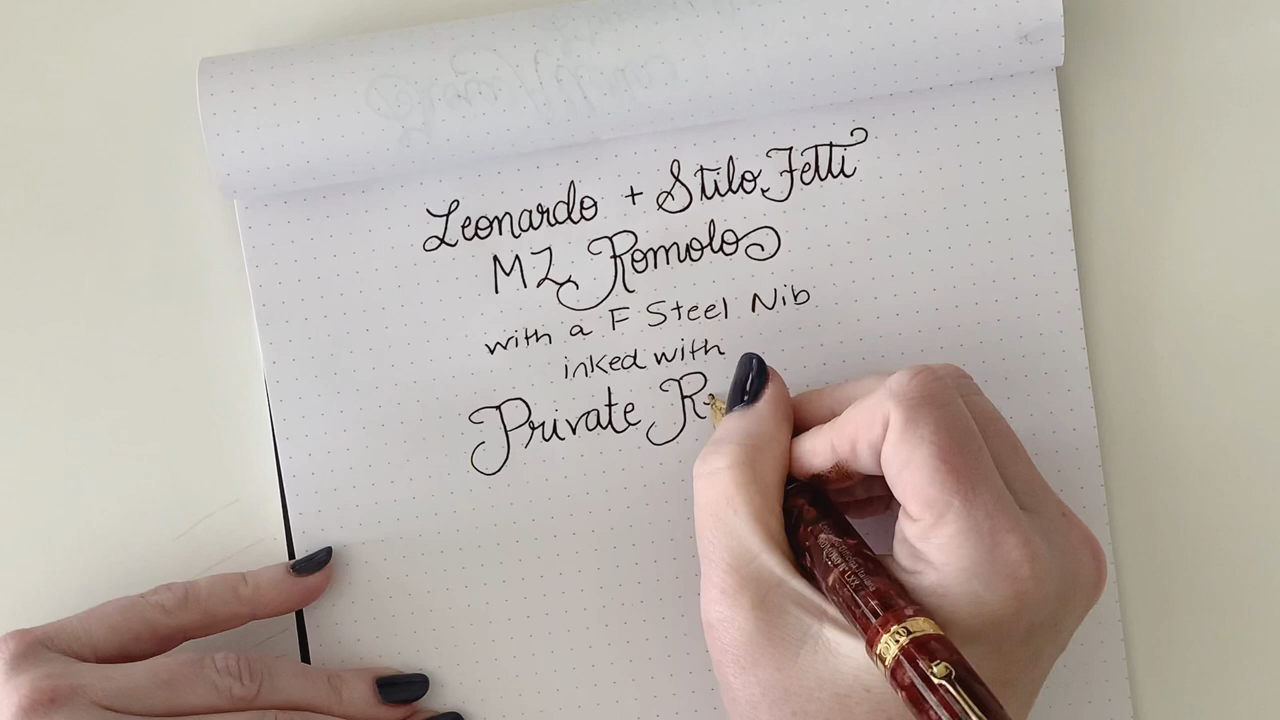 Leonardo + Stilo Fetti
MZ Romolo
with a F Steel Nib
inked with
Private R